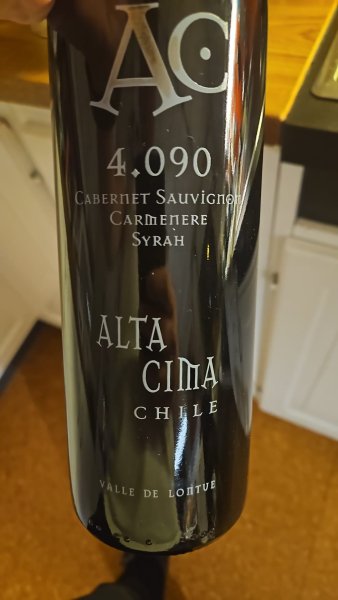 AC
4.090
CABERNET SAUVIGNON
CARMENERE
SYRAH
ALTA
CIMA
CHILE
VALLE DE LONTUE